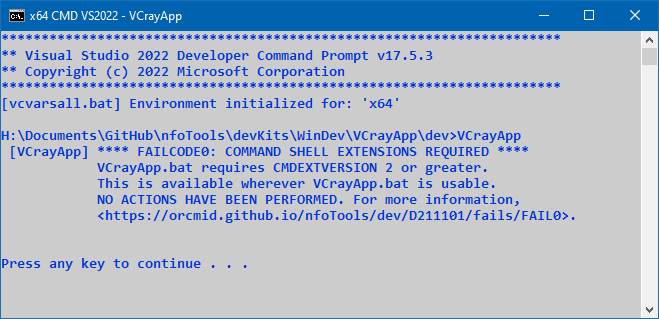 x64 CMD VS2022 - VCrayApp
**********************************************************************
** Visual Studio 2022 Developer Command Prompt v17.5.3
** Copyright (c) 2022 Microsoft Corporation
**********************************************************************
[vcvarsall.bat] Environment initialized for: 'x64'
H:\Documents\GitHub\nfoTools\devKits\WinDev\VCrayApp\dev>VCrayApp
[VCrayApp] **** FAILCODE0: COMMAND SHELL EXTENSIONS REQUIRED ****
VCrayApp.bat requires CMDEXTVERSION 2 or greater.
This is available wherever VCrayApp.bat is usable.
NO ACTIONS HAVE BEEN PERFORMED. For more information,
<https://orcmid.github.io/nfoTools/dev/D211101/fails/FAIL0>.
Press any key to continue . . .